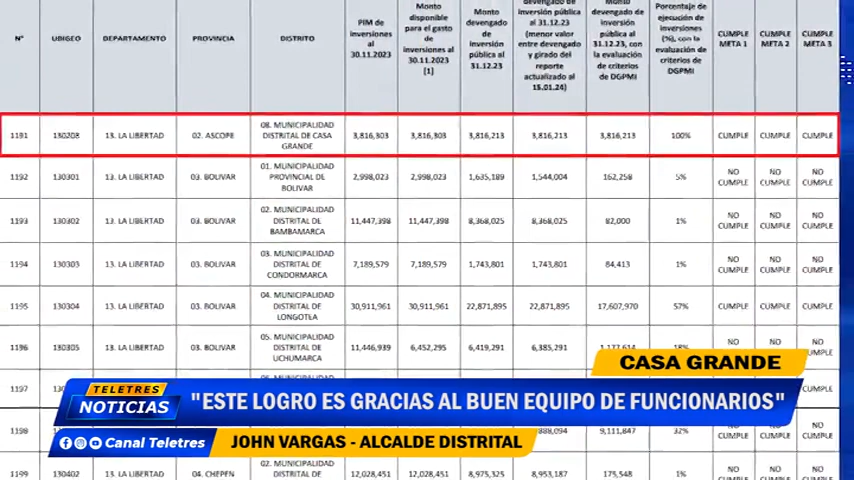 N° UBIGEO DEPARTAMENTO PROVINCIA DISTRITO
PIM de
inversiones
al
30.11.2023
Monto
disponible
para el gasto
de
inversiones al
30.11.2023
(1)
Monto
devengado
de
inversión
pública al
31.12.23
devengado de
inversión pública
al 31.12.23
(menor valor
entre devengado
y girado del
reporte
actualizado al
15.01.24)
Monto
devengado
de inversión
pública al
31.12.23, con
la evaluación
de criterios
de DGPMI
Porcentaje de
ejecución de
inversiones
(%), con la
evaluación de
criterios de
DGPMI
CUMPLE
META 1
CUMPLE
META 2
CUMPLE
META 3
1191 130208 13. LA LIBERTAD 02. ASCOPE 08. MUNICIPALIDAD DISTRITAL DE CASA GRANDE 3,816,303 3,816,303 3,816,213 3,816,213 3,816,213 100% CUMPLE CUMPLE CUMPLE
1192 130301 13. LA LIBERTAD 03. BOLIVAR 01. MUNICIPALIDAD PROVINCIAL DE BOLIVAR 2,998,023 2,998,023 1,635,189 1,544,004 162,258 5% NO CUMPLE NO CUMPLE NO CUMPLE
1193 130302 13. LA LIBERTAD 03. BOLIVAR 02. MUNICIPALIDAD DISTRITAL DE BAMBAMARCA 11,447,398 11,447,398 8,368,025 8,368,025 82,000 1% NO CUMPLE NO CUMPLE NO CUMPLE
1194 130303 13. LA LIBERTAD 03. BOLIVAR 03. MUNICIPALIDAD DISTRITAL DE CONDORMARCA 7,189,579 7,189,579 1,743,801 1,743,801 84,413 1% NO CUMPLE NO CUMPLE NO CUMPLE
1195 130304 13. LA LIBERTAD 03. BOLIVAR 04. MUNICIPALIDAD DISTRITAL DE LONGOTEA 30,911,961 30,911,961 22,871,895 22,871,895 17,607,970 57% CUMPLE CUMPLE CUMPLE
1196 130305 13. LA LIBERTAD 03. BOLIVAR 05. MUNICIPALIDAD DISTRITAL DE UCHUMARCA 11,446,939 6,452,295 6,419,291 6,385,291 1,177,614 18% NO NO NO
CASA GRANDE
1197 CUMPLE
TELETRES
NOTICIAS
"ESTE LOGRO ES GRACIAS AL BUEN EQUIPO DE FUNCIONARIOS"
1198 9,111,847 32% CUMPLE CUMPLE CUMPLE
Canal Teletres
JOHN VARGAS - ALCALDE DISTRITAL
1199 130402 13. LA LIBERTAD 04. CHEPEN 02. MUNICIPALIDAD DISTRITAL DE 12,028,451 12,028,451 8,975,325 8,953,187 175,548 1% NO CUMPLE NO CUMPLE NO CUMPLE